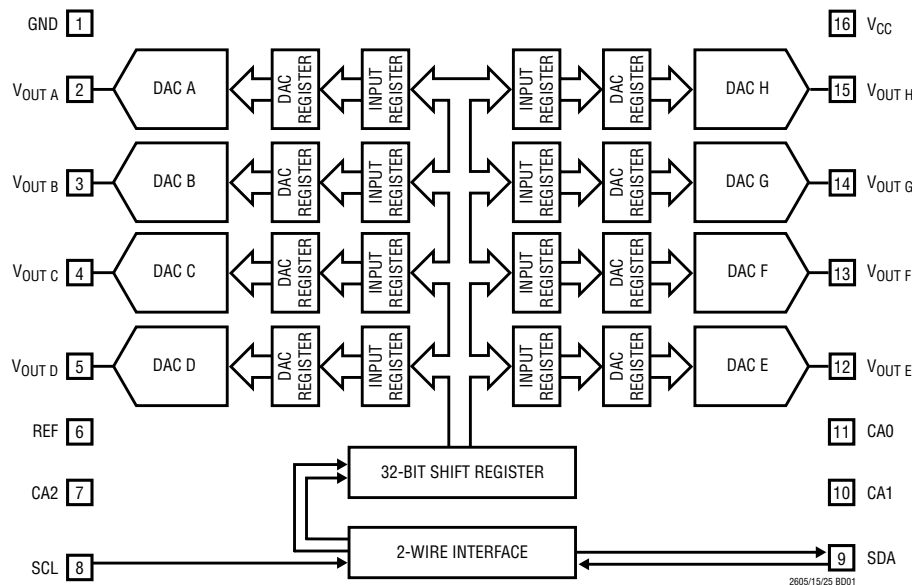 GND 1
16 VCC
VOUT A 2 DAC A DAC REGISTER INPUT REGISTER INPUT REGISTER DAC REGISTER DAC H 15 VOUT H
VOUT B 3 DAC B DAC REGISTER INPUT REGISTER INPUT REGISTER DAC REGISTER DAC G 14 VOUT G
VOUT C 4 DAC C DAC REGISTER INPUT REGISTER INPUT REGISTER DAC REGISTER DAC F 13 VOUT F
VOUT D 5 DAC D DAC REGISTER INPUT REGISTER INPUT REGISTER DAC REGISTER DAC E 12 VOUT E
REF 6
11 CA0
32-BIT SHIFT REGISTER
CA2 7
10 CA1
2-WIRE INTERFACE
SCL 8
9 SDA
2605/15/25 BD01